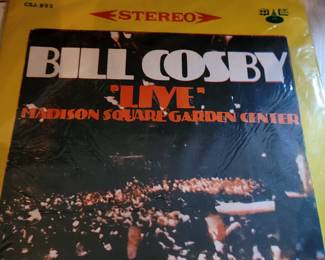 STEREO
BILL COSBY
"LIVE"
MADISON SQUARE GARDEN CENTER